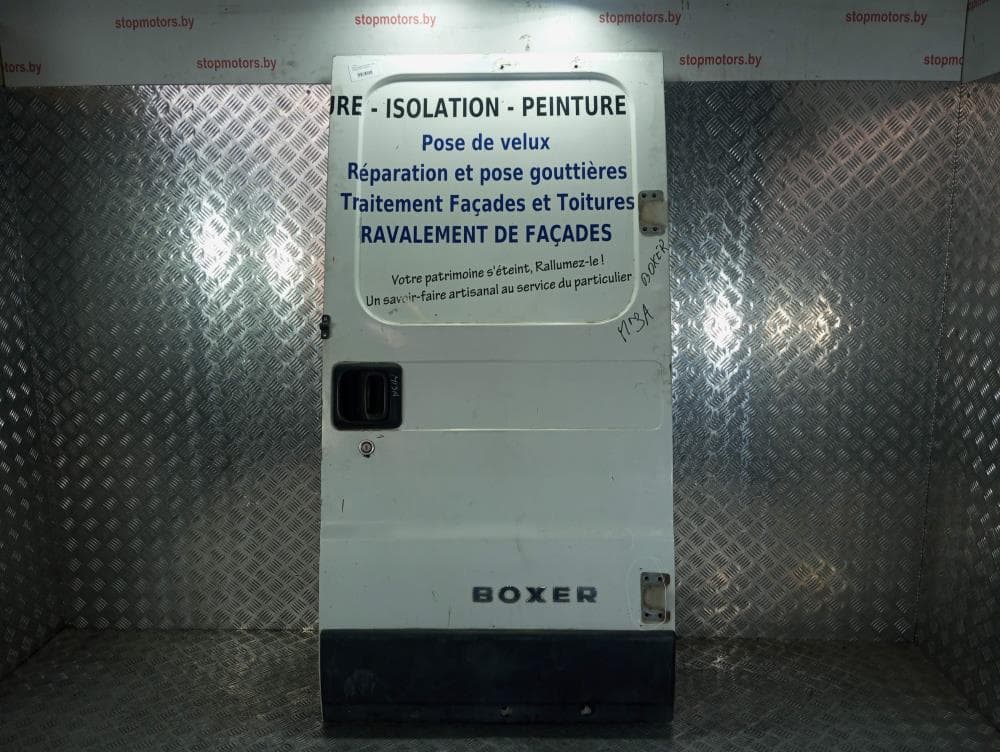 stopmotors.by
stopmotors.by
stopmotors.by
stopmotors.by
stopmotors.by
URE - ISOLATION - PEINTURE
Pose de velux
Réparation et pose gouttières
Traitement Façades et Toitures
RAVALEMENT DE FAÇADES
Votre patrimoine s'éteint, Rallumez-le !
Un savoir-faire artisanal au service du particulier
BOXER
BOXER